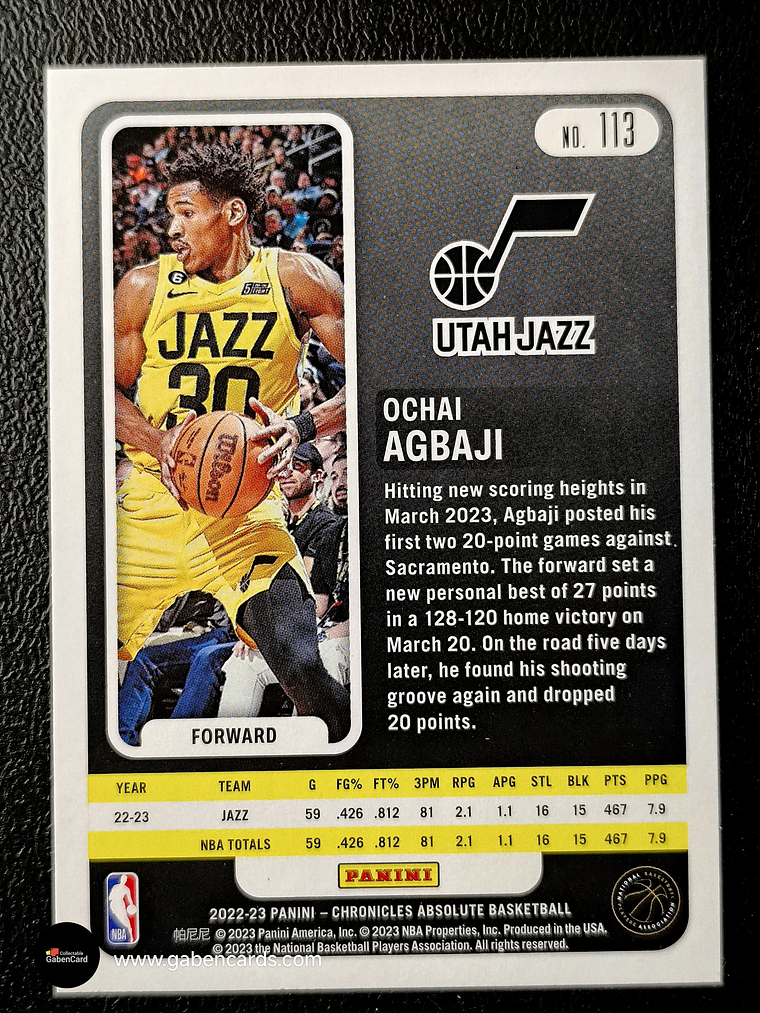 NO. 113
6
JAZZ
30
Wilson
UTAH JAZZ
OCHAI
AGBAJI
Hitting new scoring heights in
March 2023, Agbaji posted his
first two 20-point games against
Sacramento. The forward set a
new personal best of 27 points
in a 128-120 home victory on
March 20. On the road five days
later, he found his shooting
groove again and dropped
20 points.
FORWARD
YEAR TEAM G FG% FT% 3PM RPG APG STL BLK PTS PPG
22-23 JAZZ 59 .426 .812 81 2.1 1.1 16 15 467 7.9
NBA TOTALS 59 .426 .812 81 2.1 1.1 16 15 467 7.9
PANINI
NBA
NATIONAL BASKETBALL PLAYERS ASSOCIATION
2022-23 PANINI – CHRONICLES ABSOLUTE BASKETBALL
帕尼尼 © 2023 Panini America, Inc. © 2023 NBA Properties, Inc. Produced in the USA.
© 2023 the National Basketball Players Association. All rights reserved.
Collectable
GabenCard
www.gabencards.com